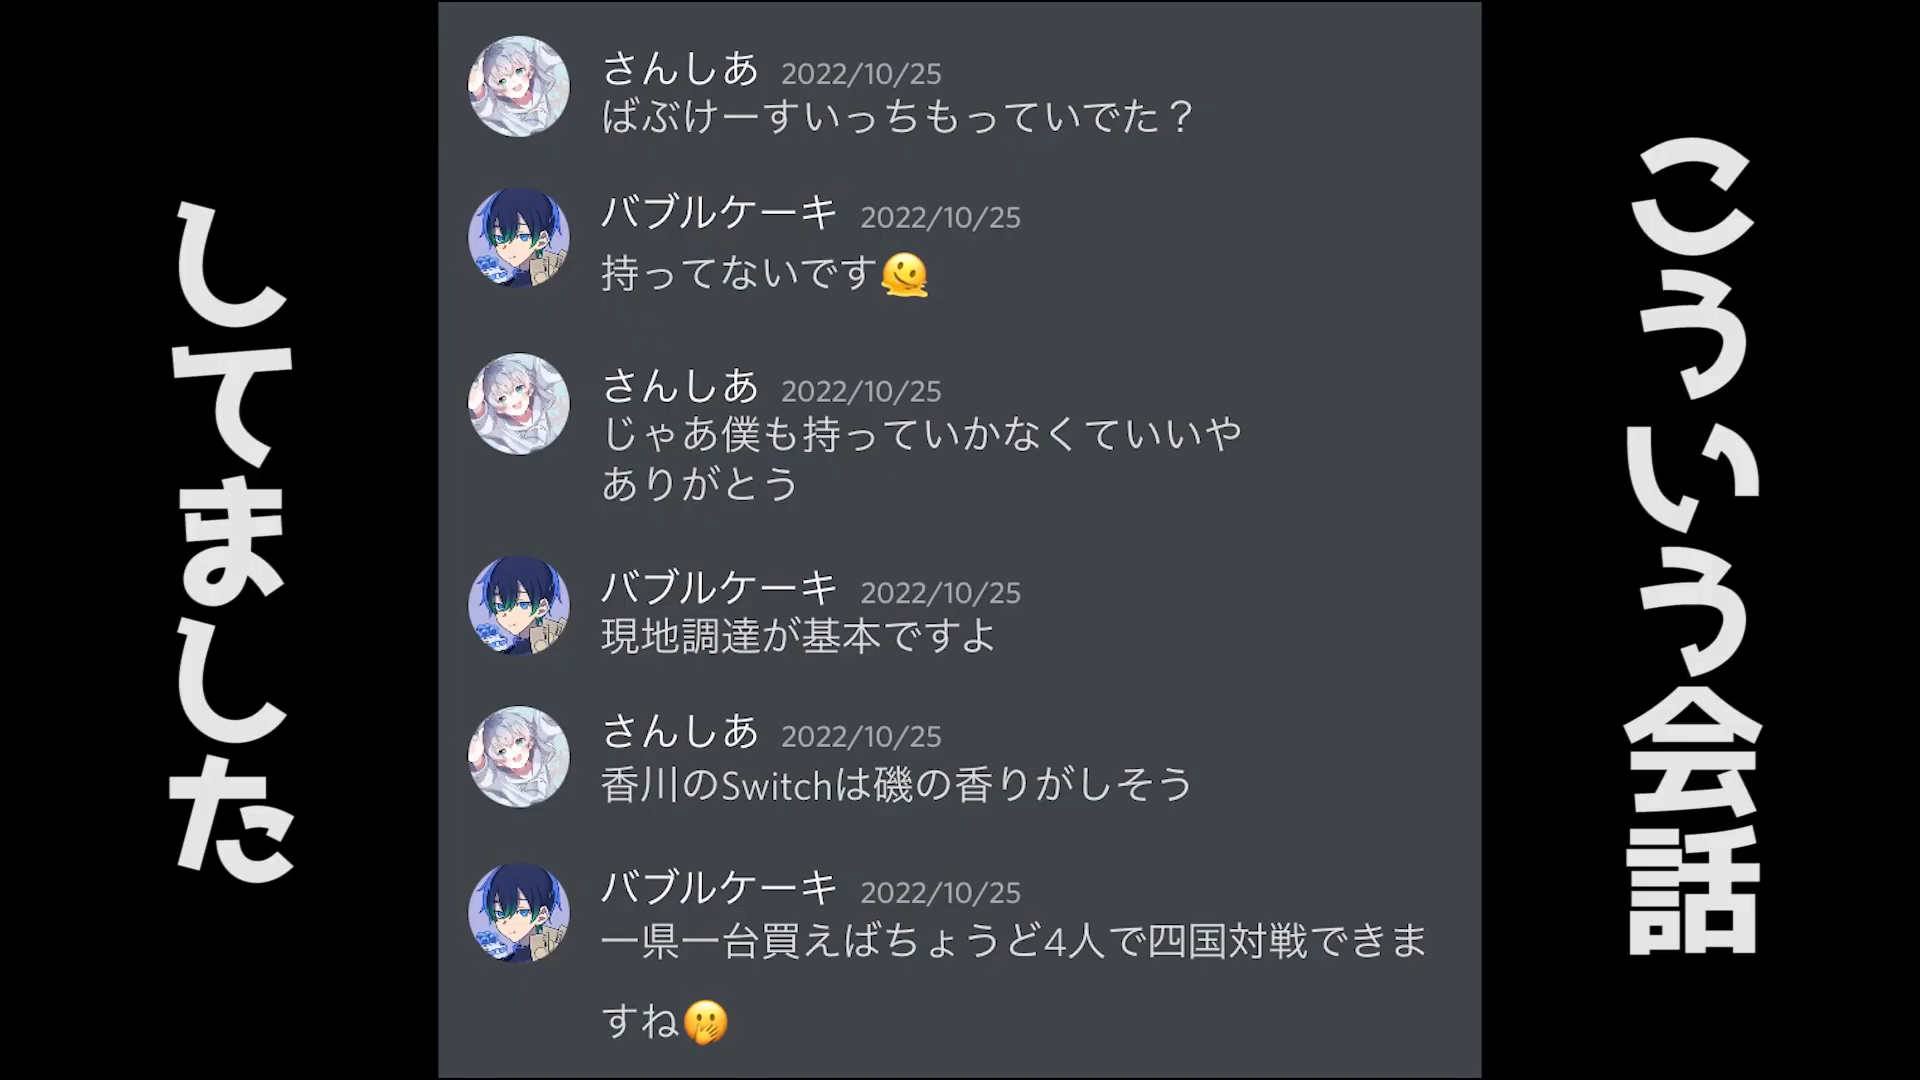 こういう会話
さんしあ 2022/10/25
ばぶけーすいっちもっていでた？
バブルケーキ 2022/10/25
持ってないです🫠
さんしあ 2022/10/25
じゃあ僕も持っていかなくていいや
ありがとう
バブルケーキ 2022/10/25
現地調達が基本ですよ
さんしあ 2022/10/25
香川のSwitchは磯の香りがしそう
バブルケーキ 2022/10/25
一県一台買えばちょうど4人で四国対戦できま
すね🫢
してました